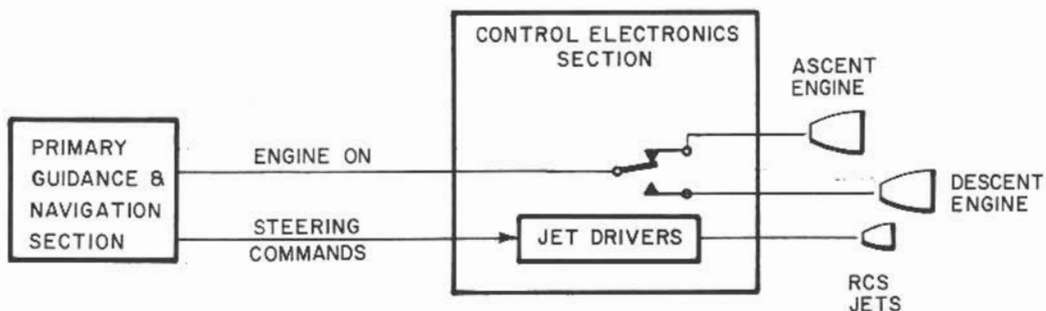 CONTROL ELECTRONICS
SECTION
ASCENT
ENGINE
PRIMARY
GUIDANCE &
NAVIGATION
SECTION
ENGINE ON
DESCENT
ENGINE
STEERING
COMMANDS
JET DRIVERS
RCS
JETS